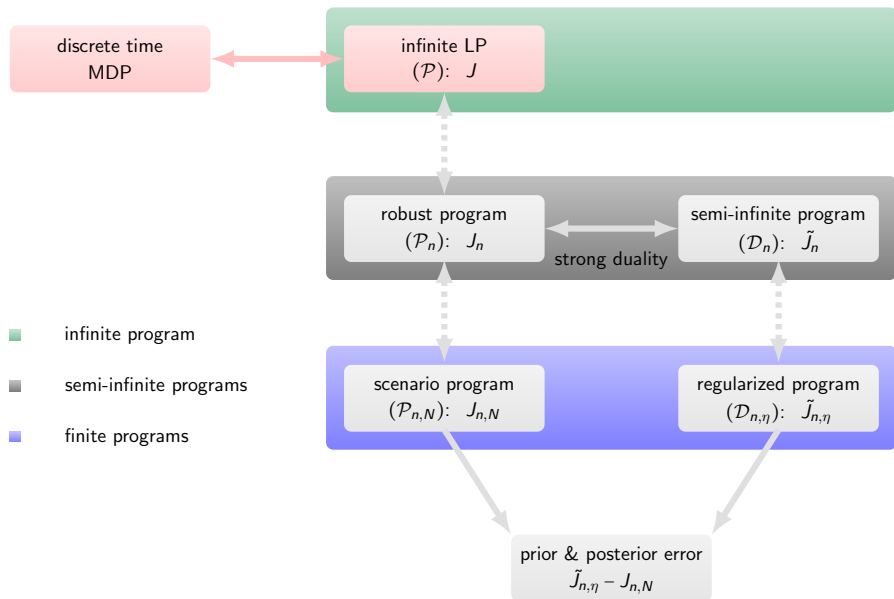 discrete time
MDP
infinite LP
(𝒫): J
robust program
(𝒫ₙ): Jₙ
strong duality
semi-infinite program
(𝒟ₙ): J̃ₙ
infinite program
semi-infinite programs
finite programs
scenario program
(𝒫ₙ,N): Jₙ,N
regularized program
(𝒟ₙ,η): J̃ₙ,η
prior & posterior error
J̃ₙ,η – Jₙ,N